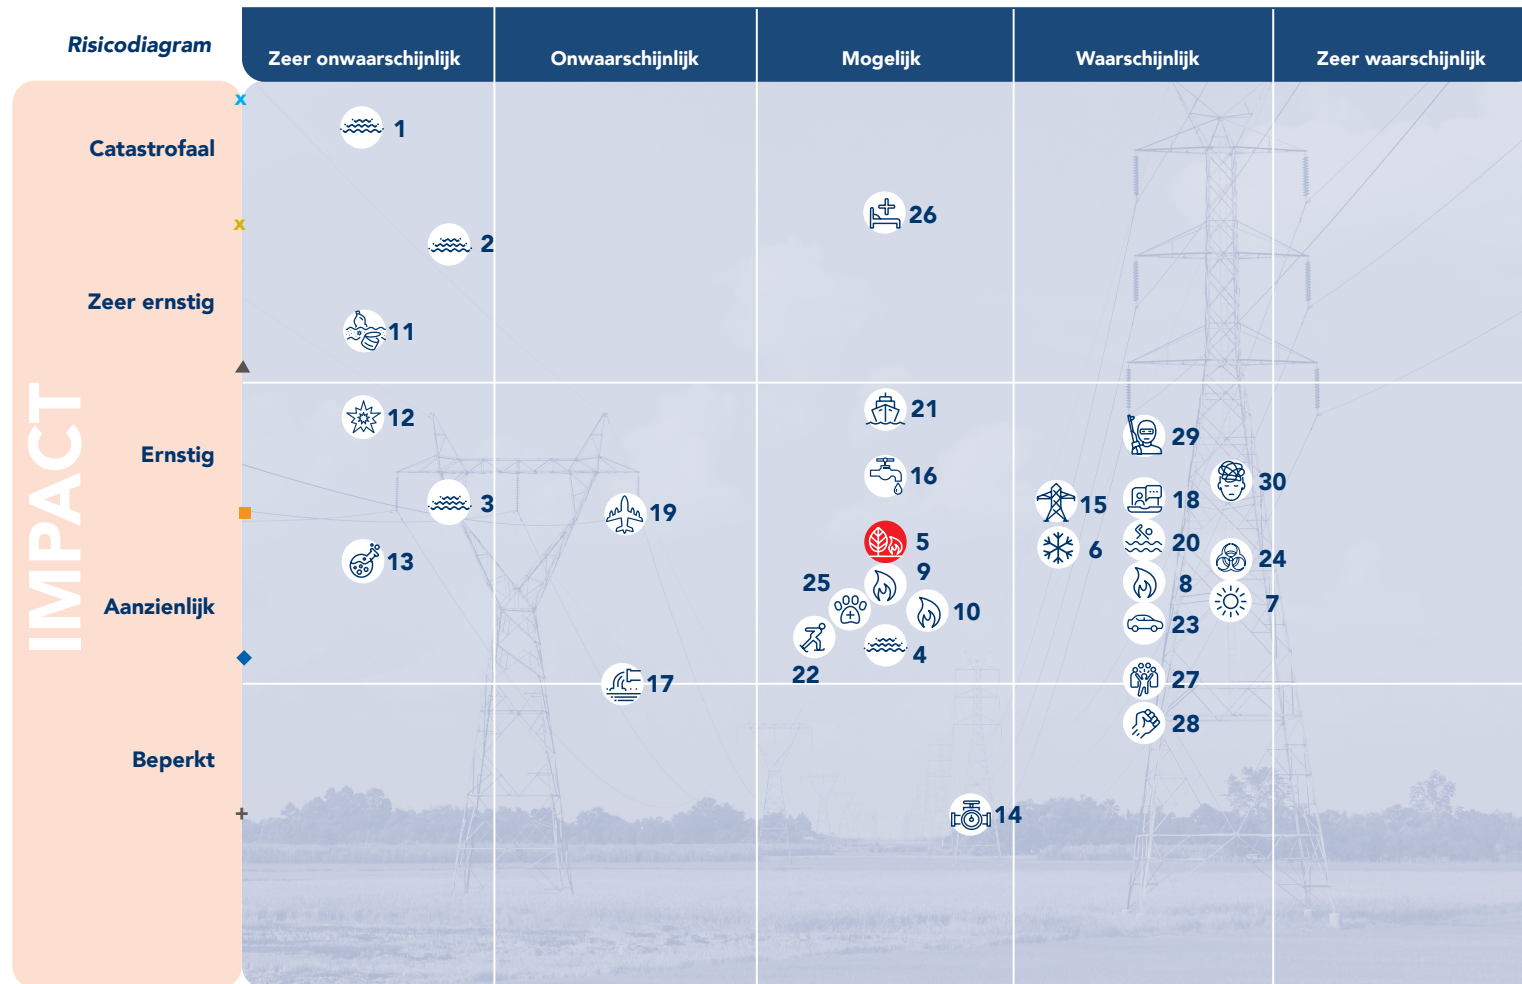 Risicodiagram
Zeer onwaarschijnlijk
Onwaarschijnlijk
Mogelijk
Waarschijnlijk
Zeer waarschijnlijk
IMPACT
x
Catastrofaal
1
x
26
2
Zeer ernstig
11
12
21
29
Ernstig
16
30
3
19
15
18
5
20
6
13
9
24
25
8
Aanzienlijk
10
7
23
4
22
17
27
28
Beperkt
+
14